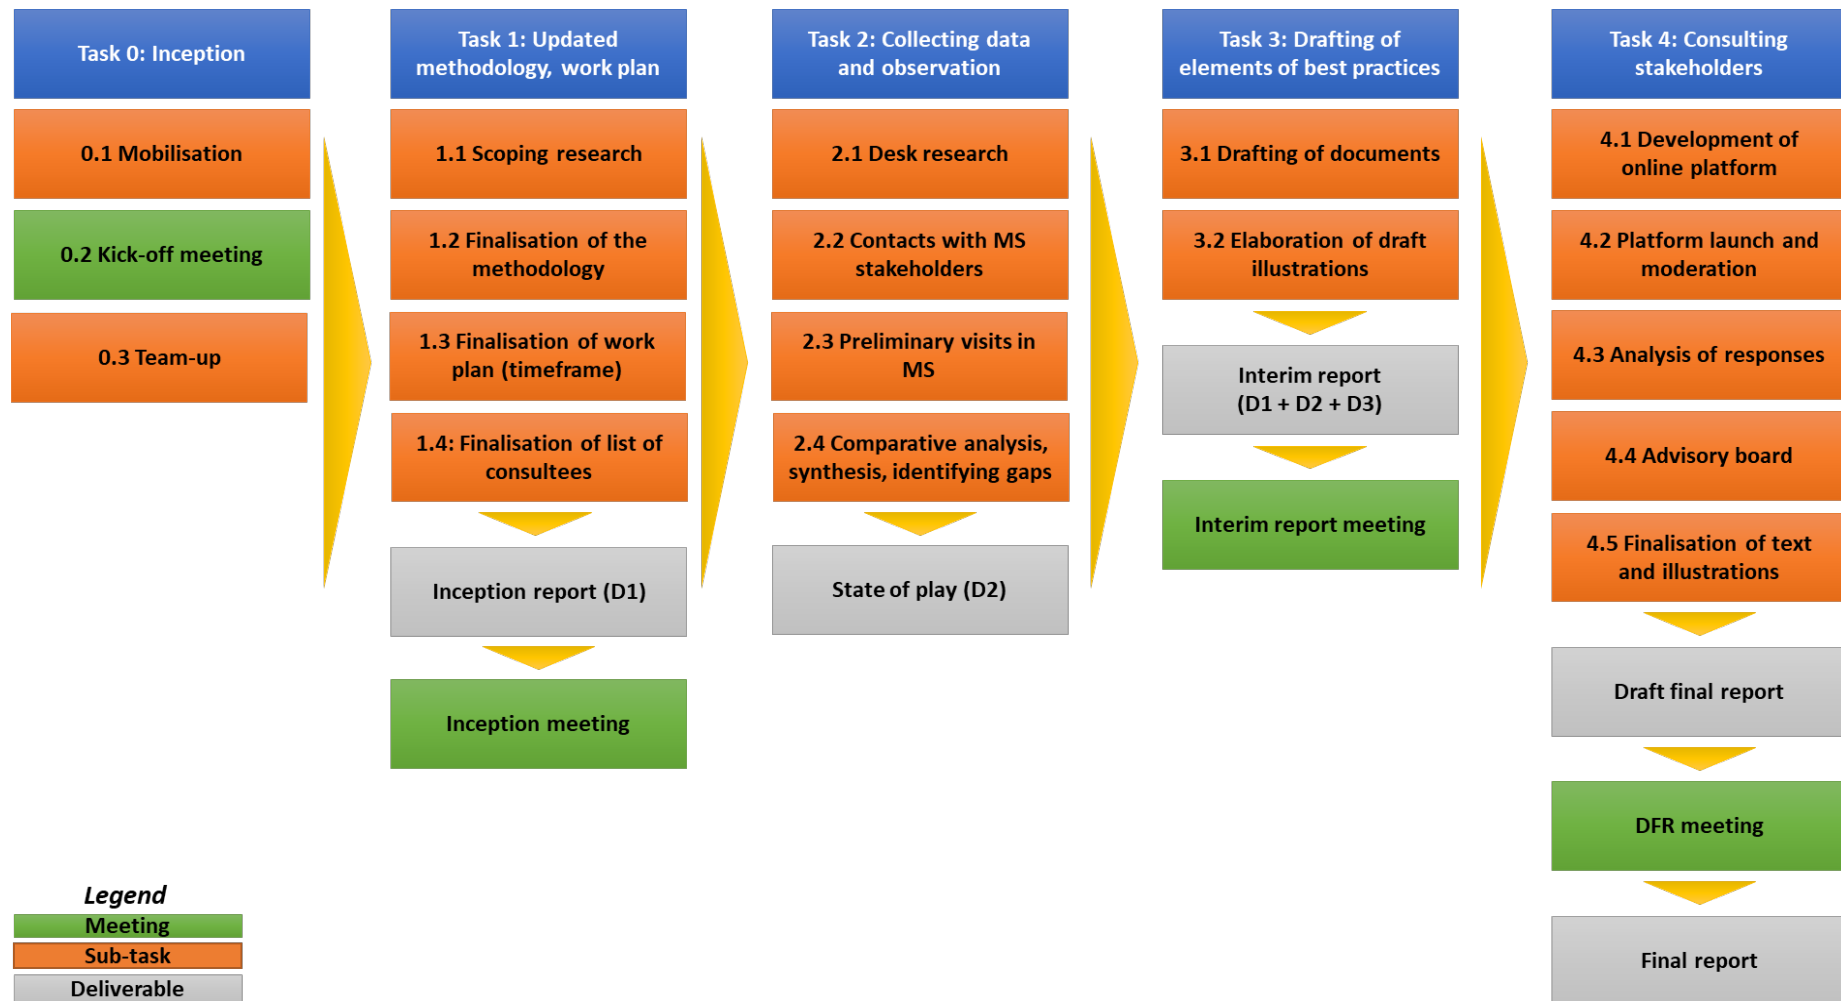 Task 0: Inception
0.1 Mobilisation
0.2 Kick-off meeting
0.3 Team-up
Task 1: Updated
methodology, work plan
1.1 Scoping research
1.2 Finalisation of the
methodology
1.3 Finalisation of work
plan (timeframe)
1.4: Finalisation of list of
consultees
Inception report (D1)
Inception meeting
Task 2: Collecting data
and observation
2.1 Desk research
2.2 Contacts with MS
stakeholders
2.3 Preliminary visits in
MS
2.4 Comparative analysis,
synthesis, identifying gaps
State of play (D2)
Task 3: Drafting of
elements of best practices
3.1 Drafting of documents
3.2 Elaboration of draft
illustrations
Interim report
(D1 + D2 + D3)
Interim report meeting
Task 4: Consulting
stakeholders
4.1 Development of
online platform
4.2 Platform launch and
moderation
4.3 Analysis of responses
4.4 Advisory board
4.5 Finalisation of text
and illustrations
Draft final report
DFR meeting
Final report
Legend
Meeting
Sub-task
Deliverable